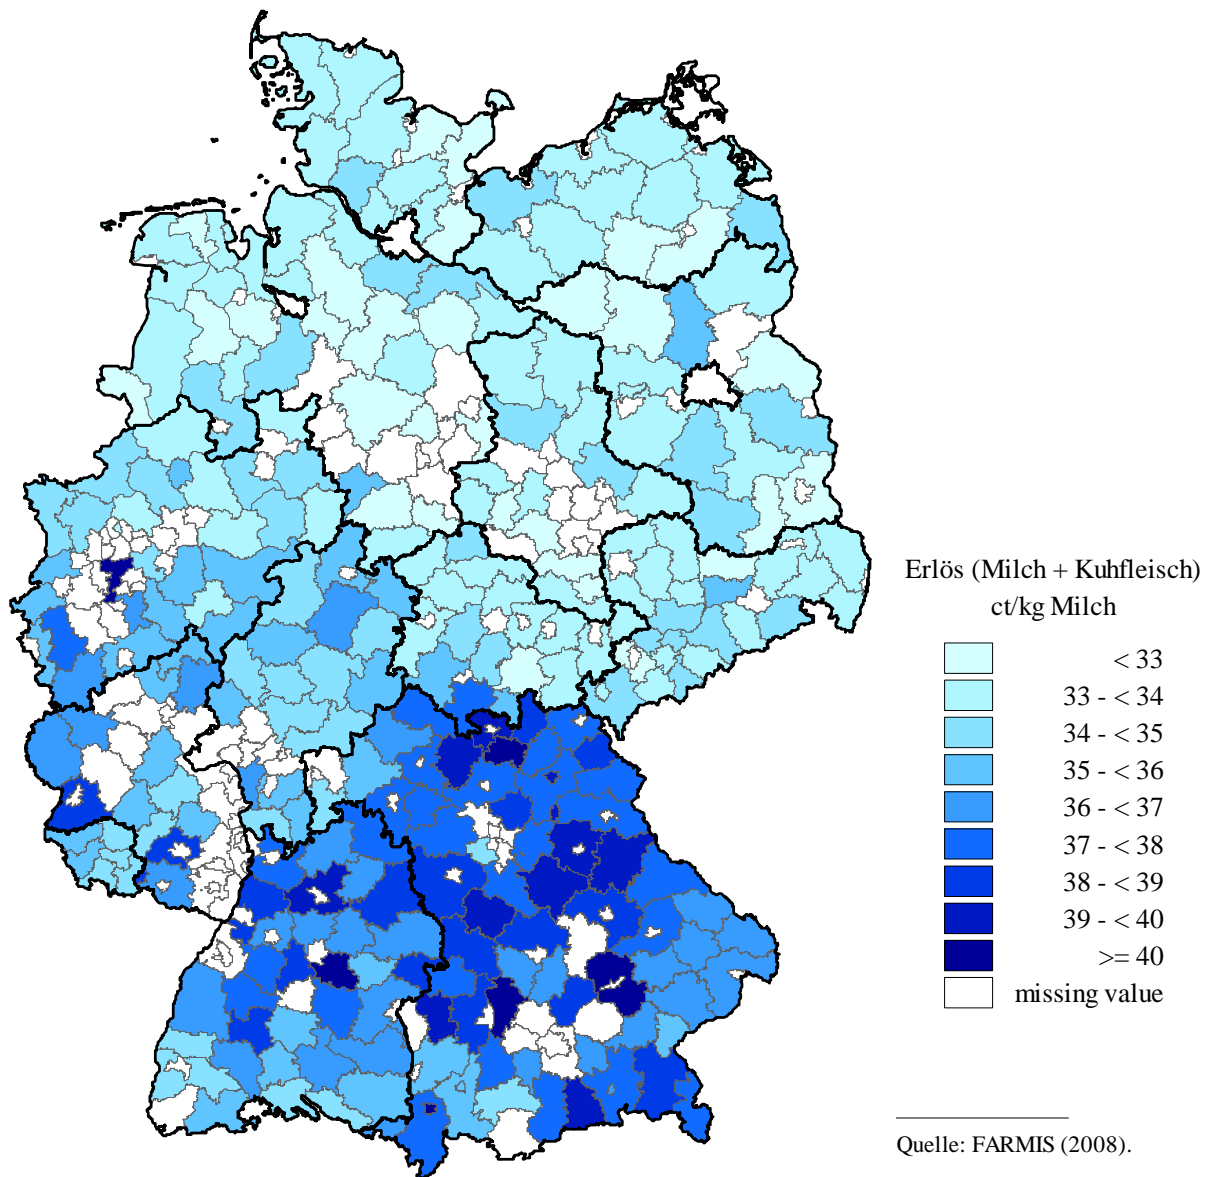 Erlös (Milch + Kuhfleisch)
ct/kg Milch
< 33
33 - < 34
34 - < 35
35 - < 36
36 - < 37
37 - < 38
38 - < 39
39 - < 40
>= 40
missing value
Quelle: FARMIS (2008).